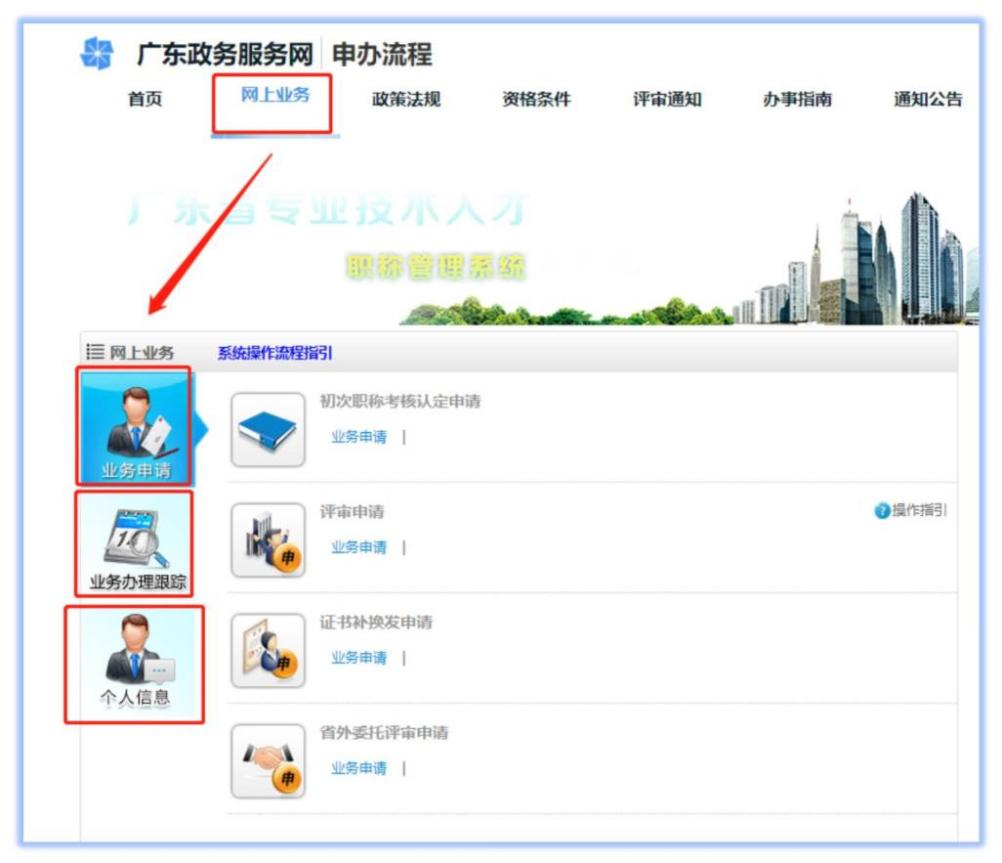 广东政务服务网 申办流程
首页 网上业务 政策法规 资格条件 评审通知 办事指南 通知公告
广东省专业技术人才
职称管理系统
网上业务 系统操作流程指引
业务申请
业务办理跟踪
个人信息
初次职称考核认定申请
业务申请 |
评审申请 ?操作指引
业务申请 |
申
证书补换发申请
业务申请 |
申
省外委托评审申请
业务申请 |
申